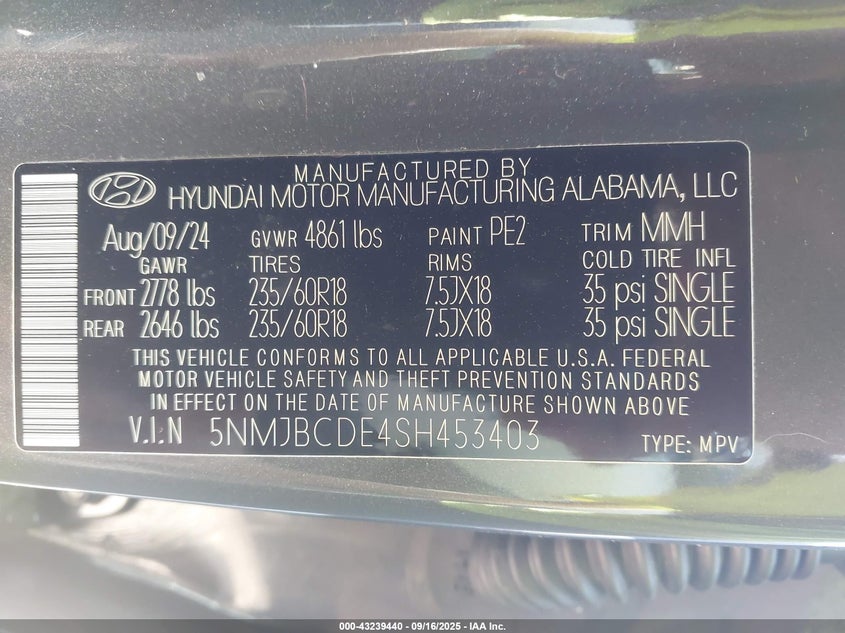 MANUFACTURED BY
HYUNDAI MOTOR MANUFACTURING ALABAMA, LLC
Aug/09/24 GVWR 4861 lbs PAINT PE2 TRIM MMH
GAWR TIRES RIMS COLD TIRE INFL
FRONT 2778 lbs 235/60R18 7.5JX18 35 psi SINGLE
REAR 2646 lbs 235/60R18 7.5JX18 35 psi SINGLE
THIS VEHICLE CONFORMS TO ALL APPLICABLE U.S.A. FEDERAL
MOTOR VEHICLE SAFETY AND THEFT PREVENTION STANDARDS
IN EFFECT ON THE DATE OF MANUFACTURE SHOWN ABOVE
V.I.N 5NMJBCDE4SH453403 TYPE: MPV
000-43239440 - 09/16/2025 - IAA Inc.